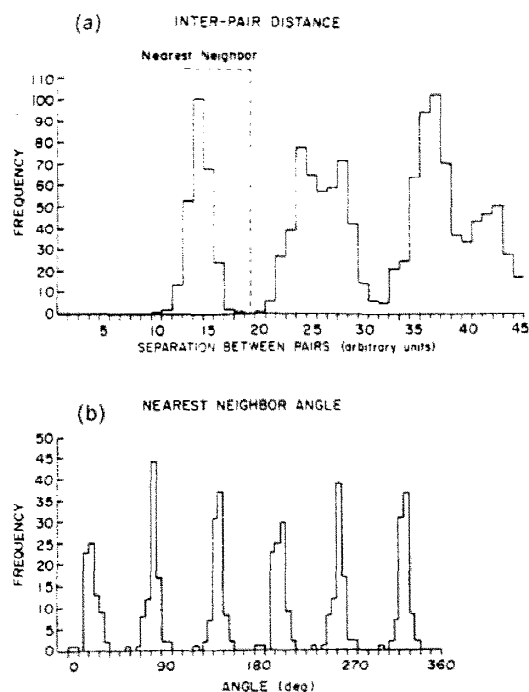 (a) INTER-PAIR DISTANCE
Nearest Neighbor
110
100
90
80
70
60
50
40
30
20
10
0
FREQUENCY
5 10 15 20 25 30 35 40 45
SEPARATION BETWEEN PAIRS (arbitrary units)
(b) NEAREST NEIGHBOR ANGLE
50
45
40
35
30
25
20
15
10
5
0
FREQUENCY
0 90 180 270 360
ANGLE (deg)